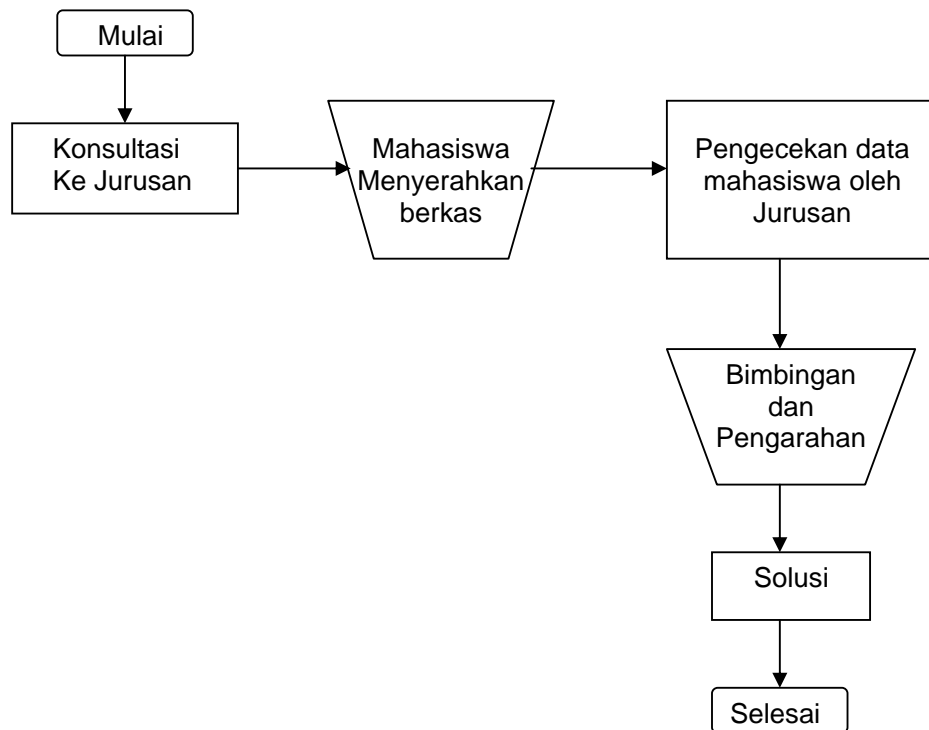 Mulai
Konsultasi
Ke Jurusan
Mahasiswa
Menyerahkan
berkas
Pengecekan data
mahasiswa oleh
Jurusan
Bimbingan
dan
Pengarahan
Solusi
Selesai